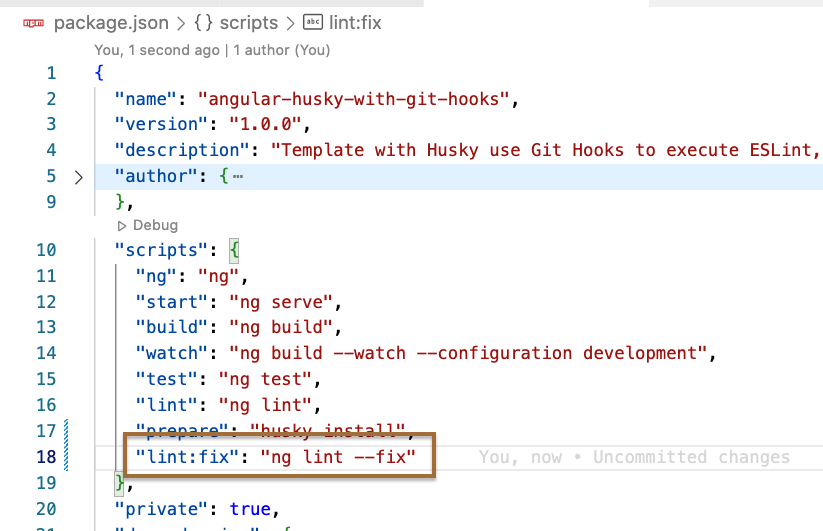 package.json > {} scripts > abc lint:fix
You, 1 second ago | 1 author (You)
1 {
2 "name": "angular-husky-with-git-hooks",
3 "version": "1.0.0",
4 "description": "Template with Husky use Git Hooks to execute ESLint,
5 > "author": { ⋯
9 },
▷ Debug
10 "scripts": {
11 "ng": "ng",
12 "start": "ng serve",
13 "build": "ng build",
14 "watch": "ng build --watch --configuration development",
15 "test": "ng test",
16 "lint": "ng lint",
17 "prepare": "husky install",
18 "lint:fix": "ng lint --fix" You, now • Uncommitted changes
19 },
20 "private": true,